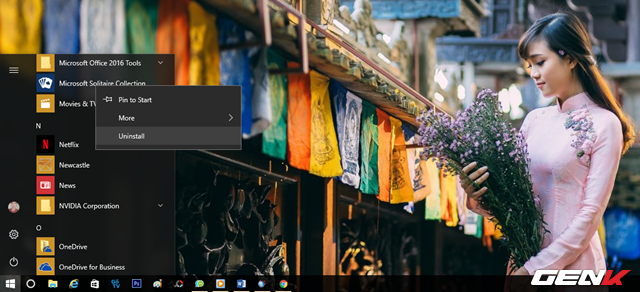 Microsoft Office 2016 Tools
Microsoft Solitaire Collection
Movies & TV
Pin to Start
More
Uninstall
N
Netflix
Newcastle
News
NVIDIA Corporation
O
OneDrive
OneDrive for Business
GENK